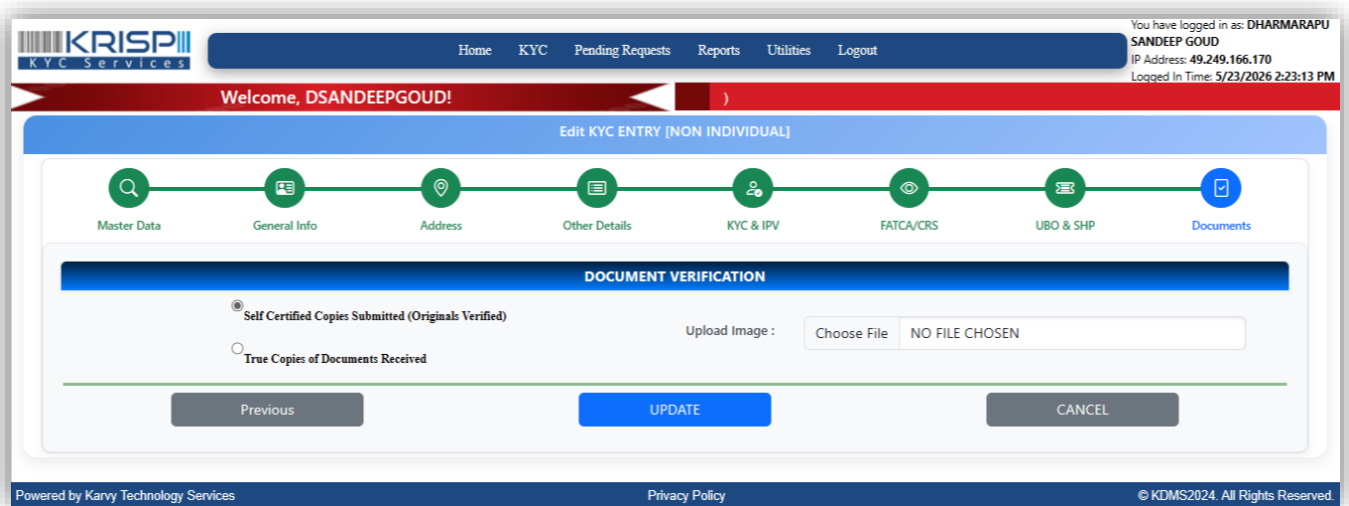 KRISP
KYC Services
Home KYC Pending Requests Reports Utilities Logout
You have logged in as: DHARMARAPU
SANDEEP GOUD
IP Address: 49.249.166.170
Logged In Time: 5/23/2026 2:23:13 PM
Welcome, DSANDEEPGOUD!
)
Edit KYC ENTRY [NON INDIVIDUAL]
Master Data General Info Address Other Details KYC & IPV FATCA/CRS UBO & SHP Documents
DOCUMENT VERIFICATION
Self Certified Copies Submitted (Originals Verified)
Upload Image : Choose File NO FILE CHOSEN
True Copies of Documents Received
Previous UPDATE CANCEL
Powered by Karvy Technology Services Privacy Policy © KDMS2024. All Rights Reserved.